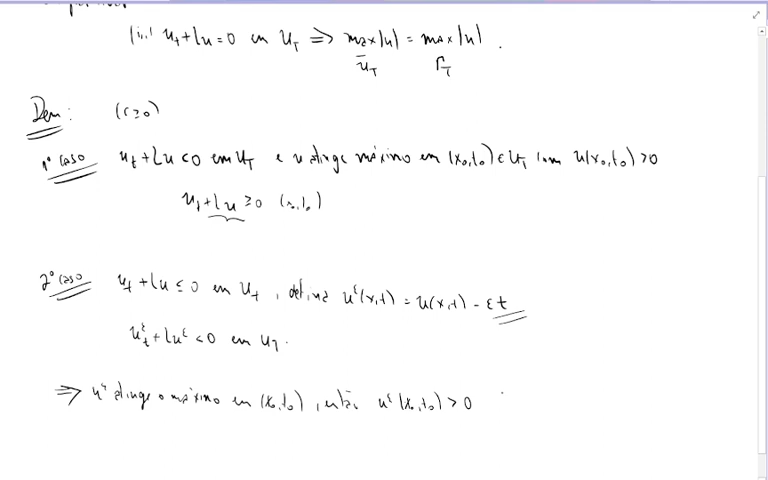 (ii) u_t + Lu = 0 em U_T ⇒ max|u| = max|u|.
Ū_T Γ_T
Dem: (c ≥ 0)
1º caso u_t + Lu < 0 em U_T e u atinge máximo em (x_0,t_0) ∈ U_T com u(x_0,t_0) > 0
u_t + Lu ≥ 0 (x_0,t_0)
2º caso u_t + Lu ≤ 0 em U_T, defina u^ε(x,t) = u(x,t) - εt
u^ε_t + Lu^ε < 0 em U_T.
⇒ u^ε atinge o máximo em (x_0,t_0), então u^ε(x_0,t_0) > 0